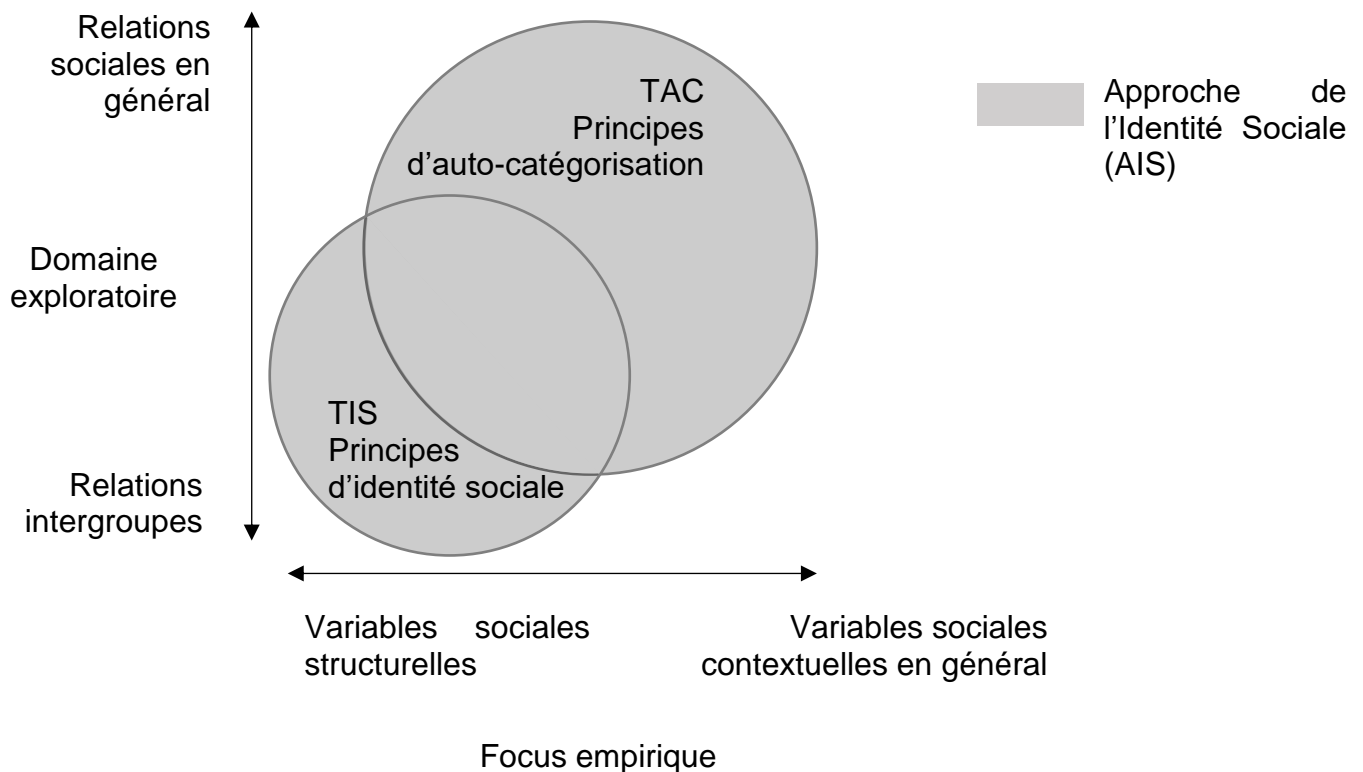 Relations
sociales en
général
TAC
Principes
d'auto-catégorisation
Approche de
l'Identité Sociale
(AIS)
Domaine
exploratoire
TIS
Principes
d'identité sociale
Relations
intergroupes
Variables sociales
structurelles
Variables sociales
contextuelles en général
Focus empirique